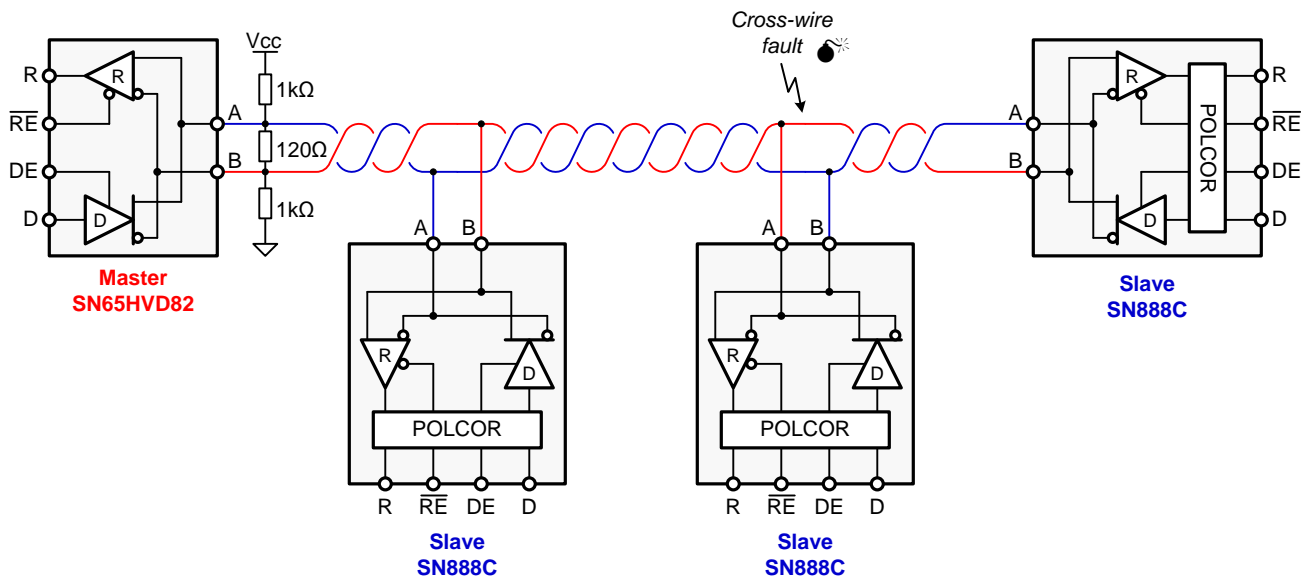 Cross-wire
fault
Vcc
1kΩ
120Ω
1kΩ
A
B
R
RE
DE
D
R
D
Master
SN65HVD82
A B
R
D
POLCOR
R RE DE D
Slave
SN888C
A B
R
D
POLCOR
R RE DE D
Slave
SN888C
A
B
R
D
POLCOR
R
RE
DE
D
Slave
SN888C